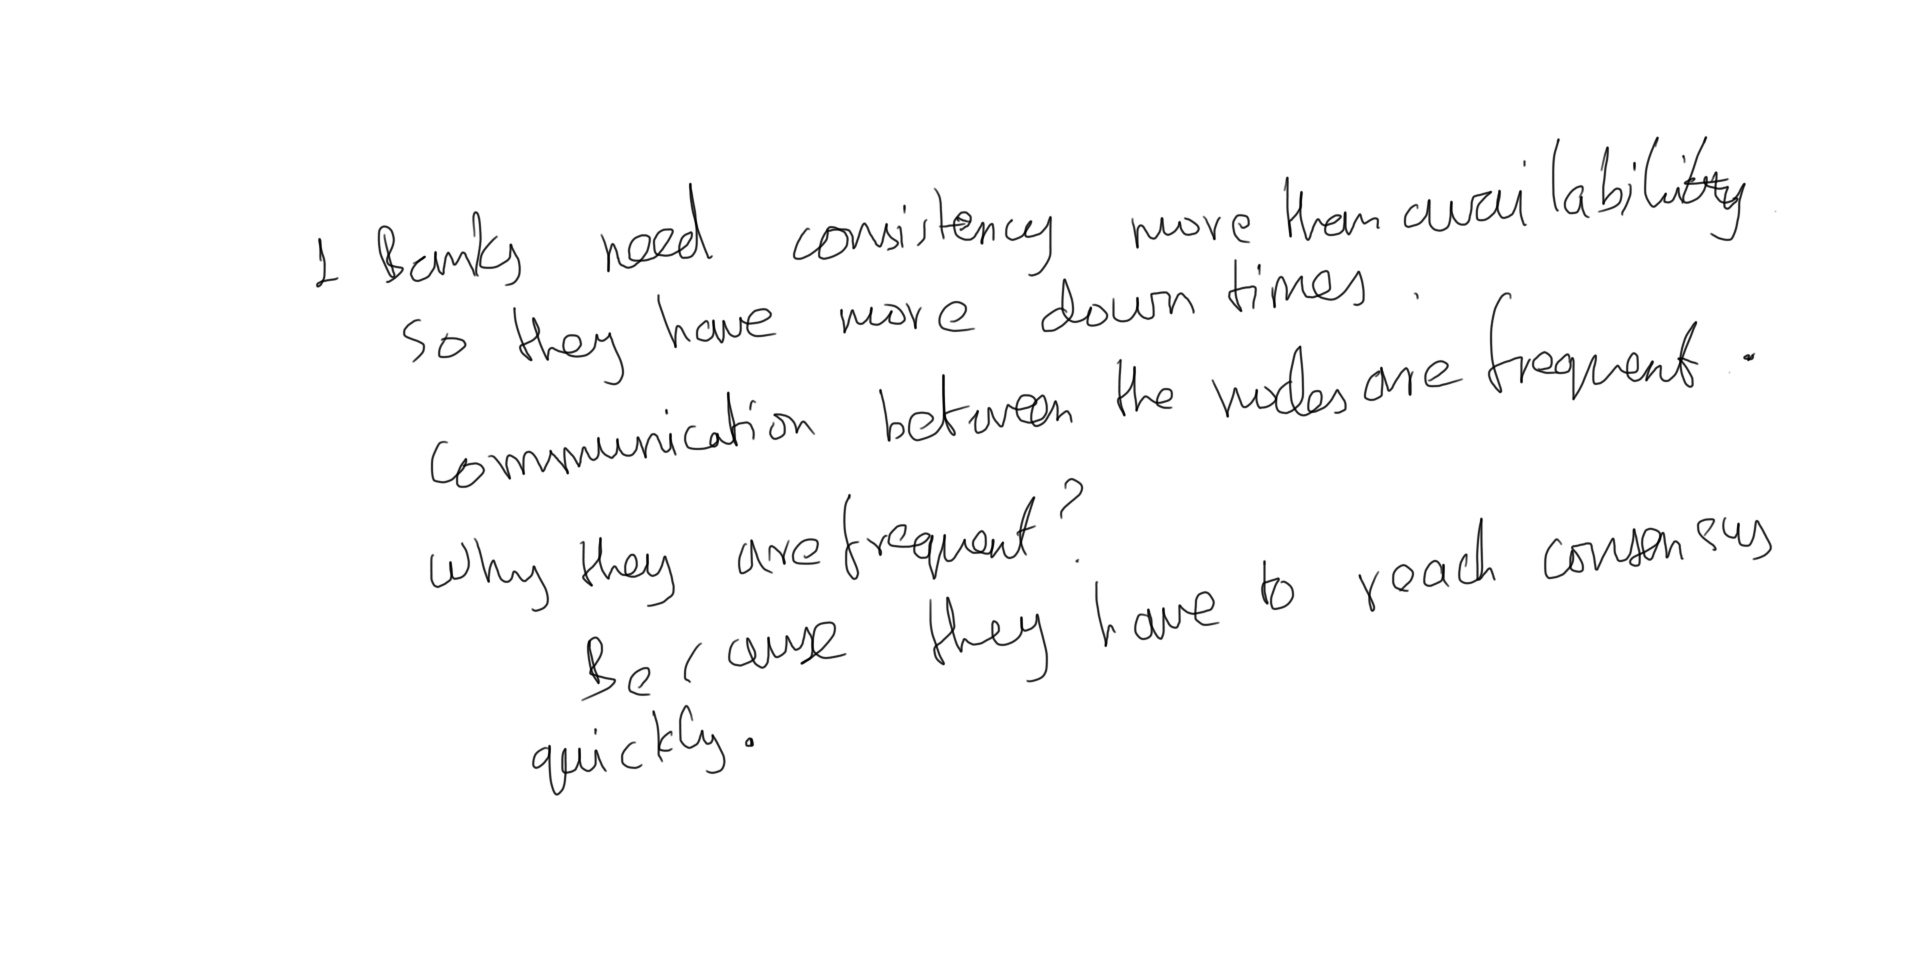 1 Banks need consistency more than availability
so they have more down times.
Communication between the nodes are frequent.
Why they are frequent?
Because they have to reach consensus
quickly.